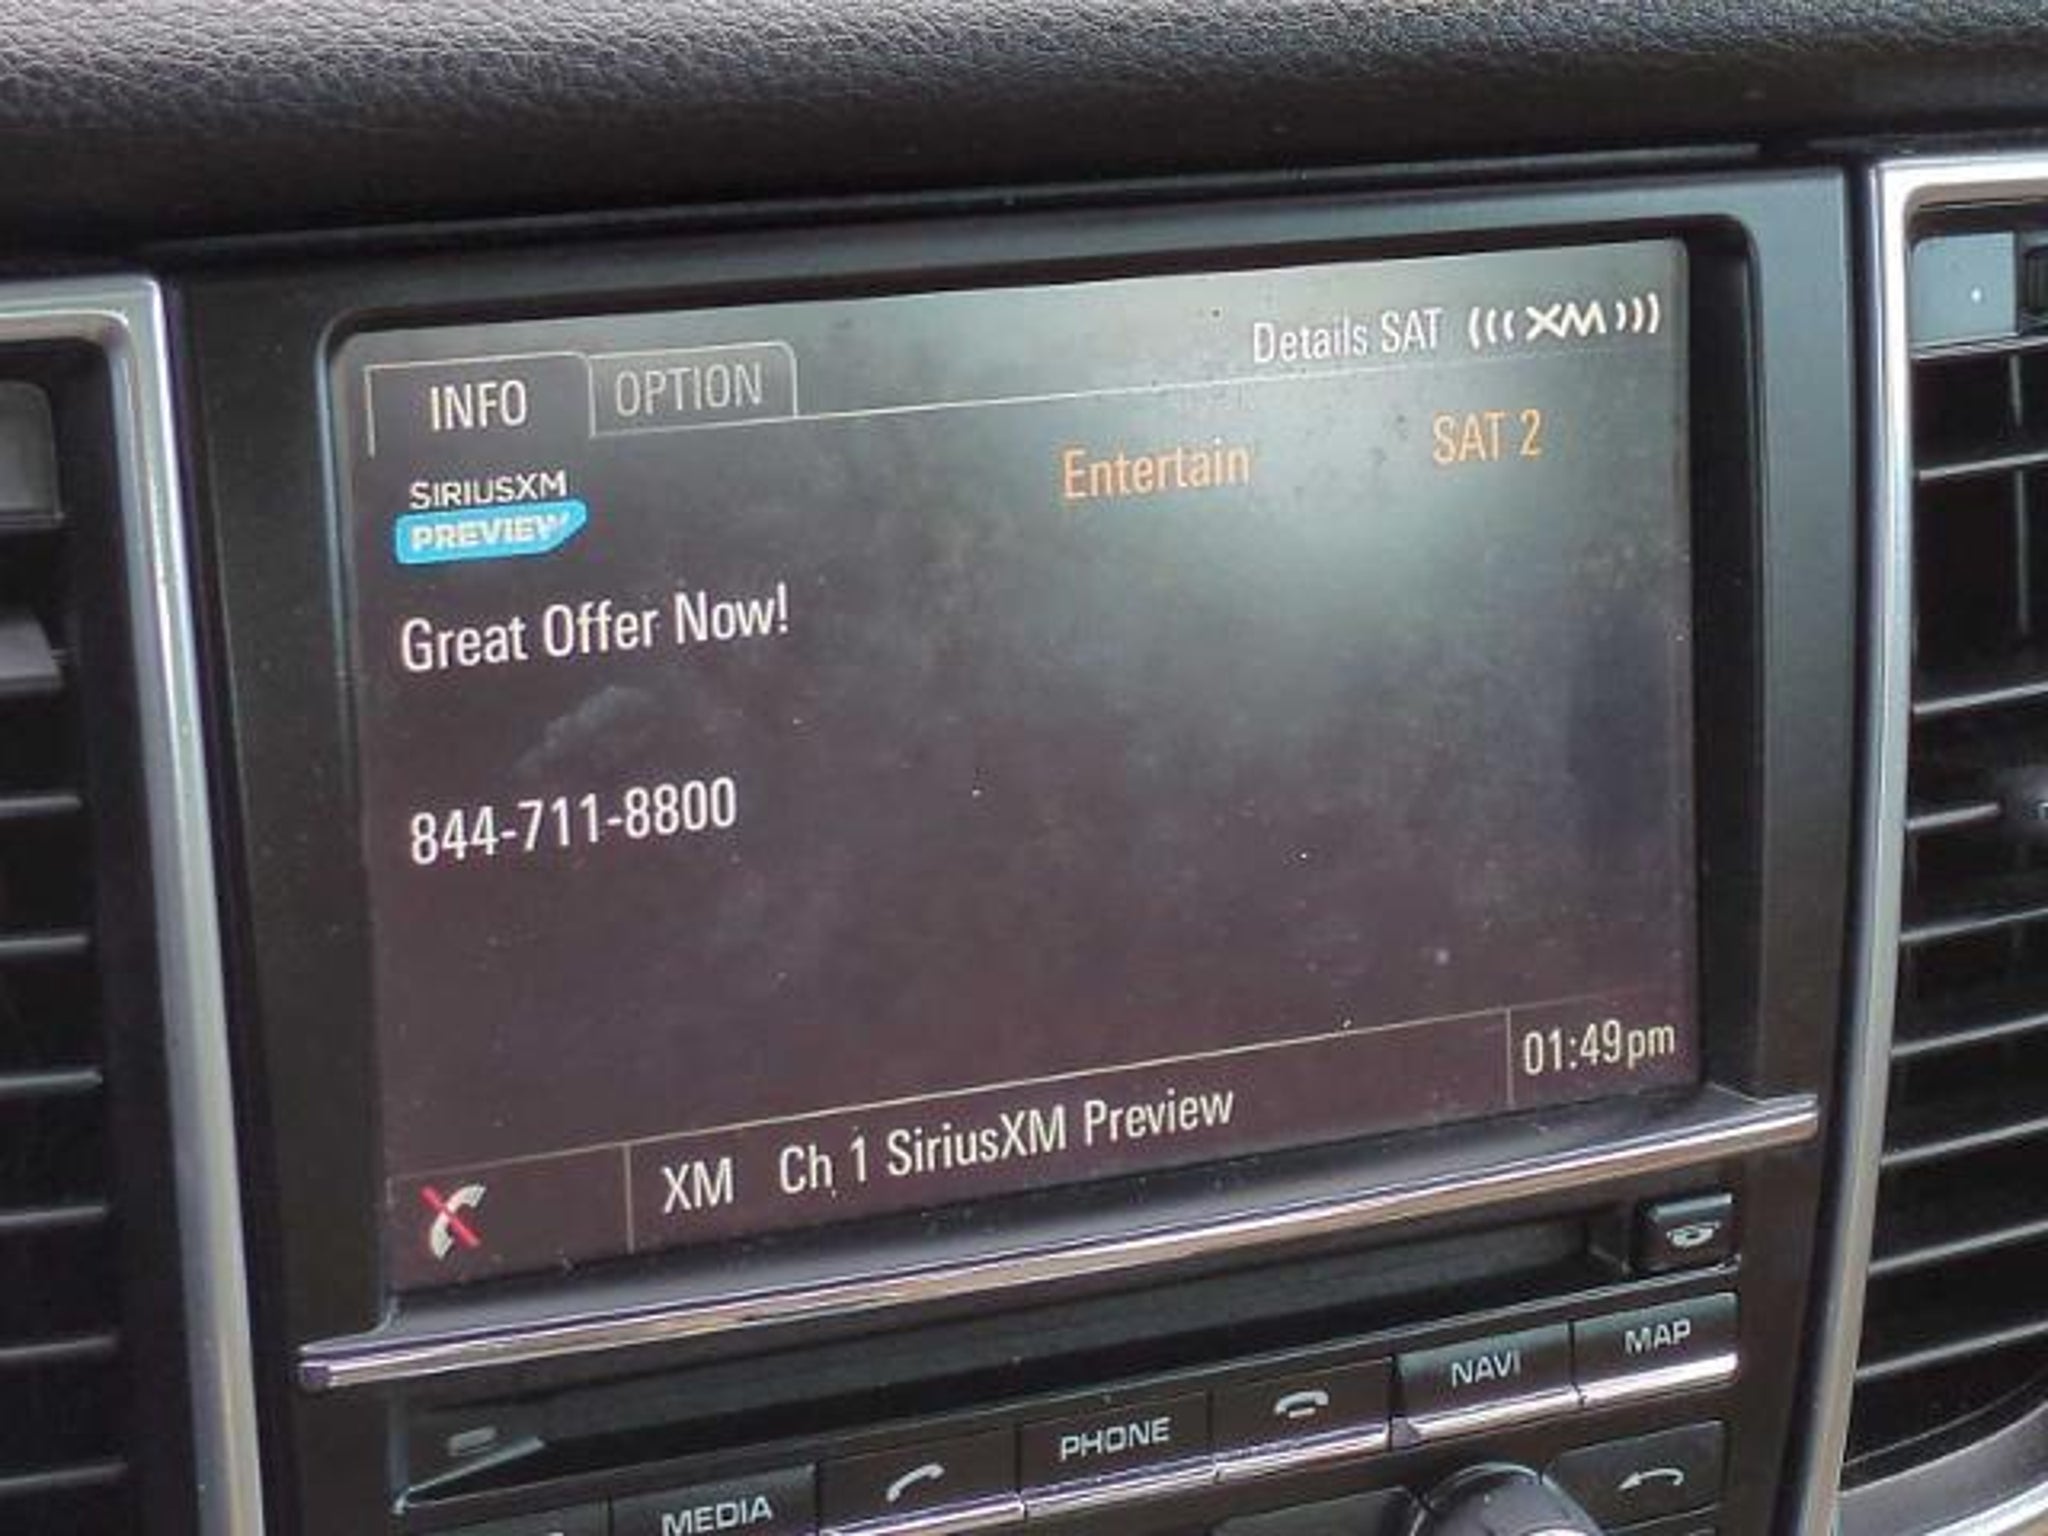 Details SAT (((XM)))
INFO OPTION
Entertain SAT 2
SIRIUSXM
PREVIEW
Great Offer Now!
844-711-8800
01:49pm
XM Ch 1 SiriusXM Preview
MEDIA PHONE NAVI MAP